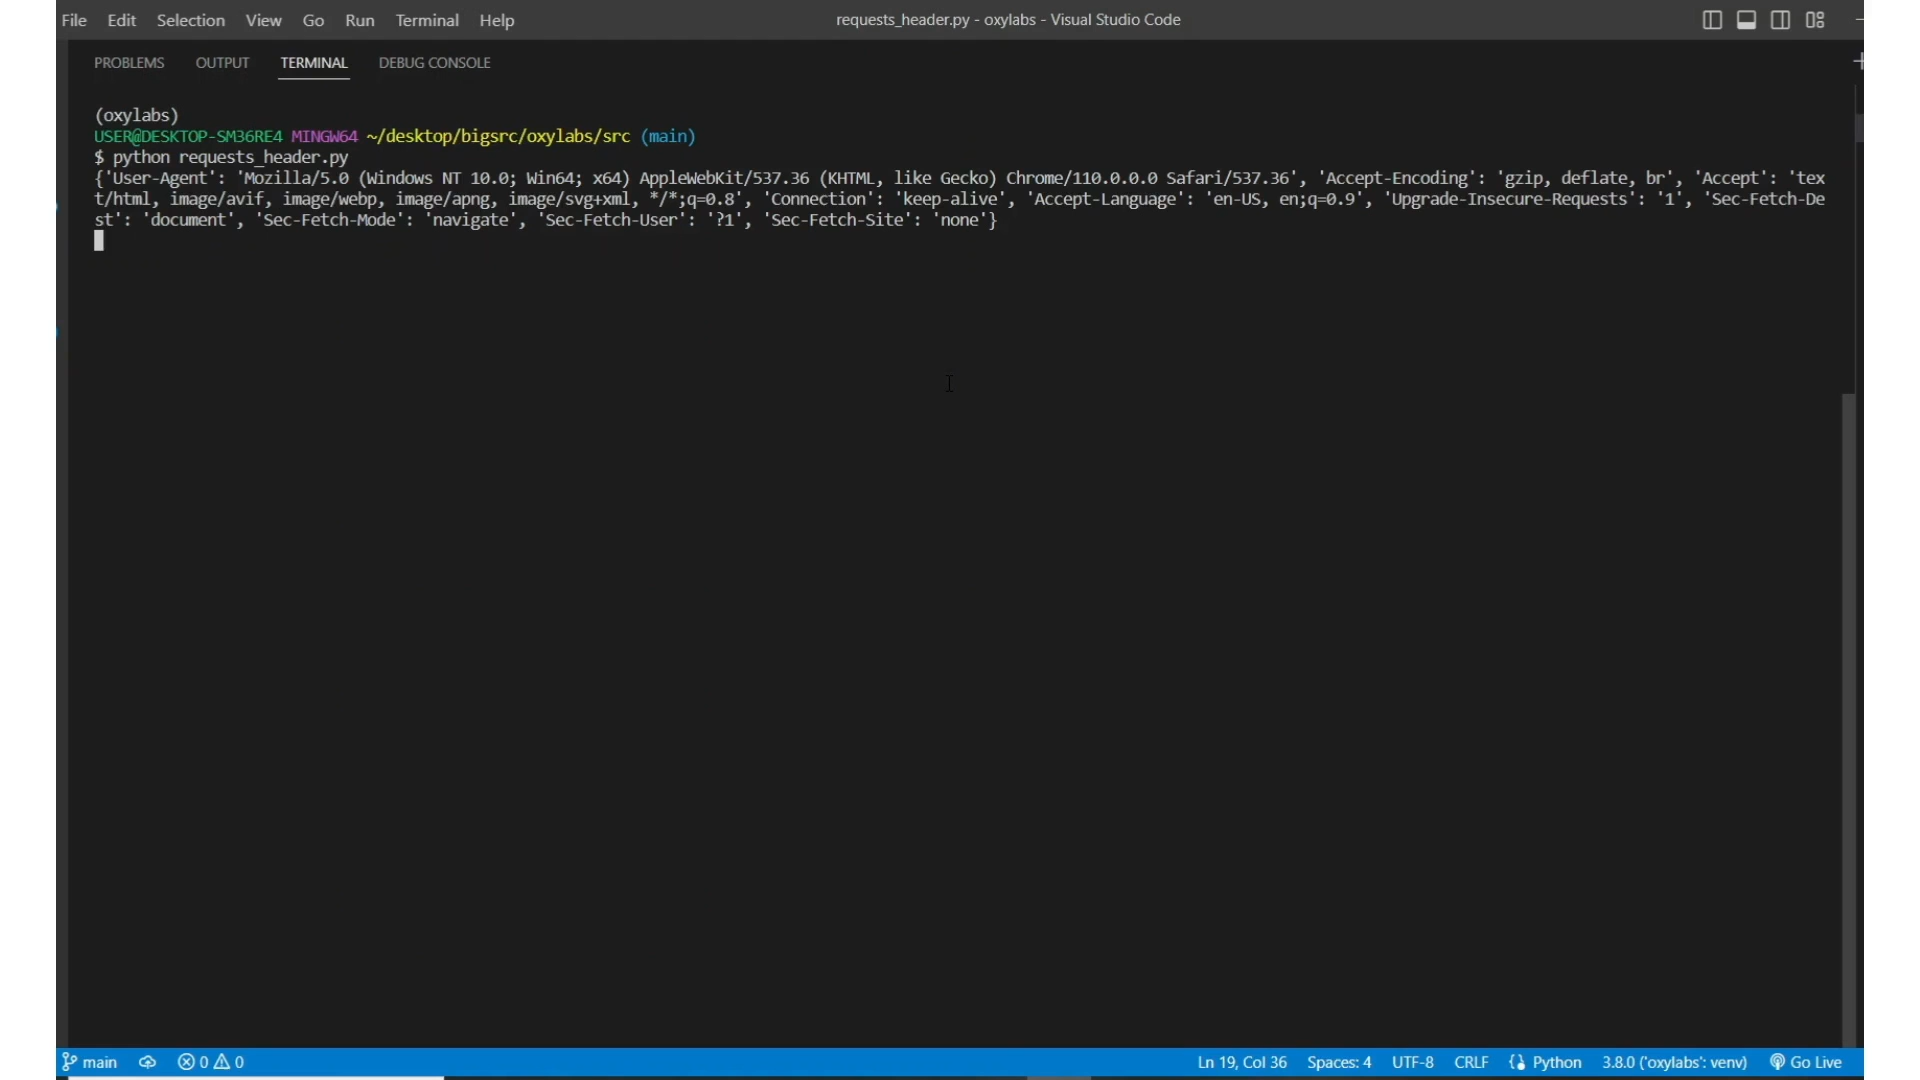 File Edit Selection View Go Run Terminal Help
requests_header.py - oxylabs - Visual Studio Code
PROBLEMS OUTPUT TERMINAL DEBUG CONSOLE
(oxylabs)
USER@DESKTOP-SM36RE4 MINGW64 ~/desktop/bigsrc/oxylabs/src (main)
$ python requests_header.py
{'User-Agent': 'Mozilla/5.0 (Windows NT 10.0; Win64; x64) AppleWebKit/537.36 (KHTML, like Gecko) Chrome/110.0.0.0 Safari/537.36', 'Accept-Encoding': 'gzip, deflate, br', 'Accept': 'tex
t/html, image/avif, image/webp, image/apng, image/svg+xml, */*;q=0.8', 'Connection': 'keep-alive', 'Accept-Language': 'en-US, en;q=0.9', 'Upgrade-Insecure-Requests': '1', 'Sec-Fetch-De
st': 'document', 'Sec-Fetch-Mode': 'navigate', 'Sec-Fetch-User': '?1', 'Sec-Fetch-Site': 'none'}
main 0 0 Ln 19, Col 36 Spaces: 4 UTF-8 CRLF Python 3.8.0 ('oxylabs': venv) Go Live